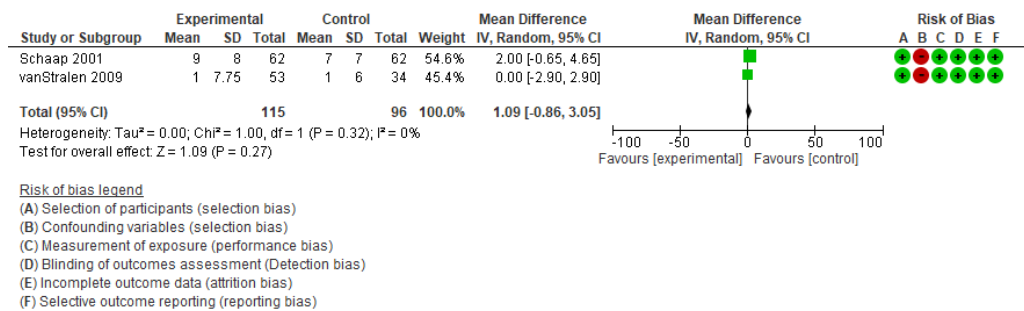 Experimental Control Mean Difference Mean Difference Risk of Bias
Study or Subgroup Mean SD Total Mean SD Total Weight IV, Random, 95% CI IV, Random, 95% CI A B C D E F
Schaap 2001 9 8 62 7 7 62 54.6% 2.00 [-0.65, 4.65] + - + + + +
vanStralen 2009 1 7.75 53 1 6 34 45.4% 0.00 [-2.90, 2.90] + - + + + +
Total (95% CI) 115 96 100.0% 1.09 [-0.86, 3.05]
Heterogeneity: Tau² = 0.00; Chi² = 1.00, df = 1 (P = 0.32); I² = 0%
Test for overall effect: Z = 1.09 (P = 0.27)
-100 -50 0 50 100
Favours [experimental] Favours [control]
Risk of bias legend
(A) Selection of participants (selection bias)
(B) Confounding variables (selection bias)
(C) Measurement of exposure (performance bias)
(D) Blinding of outcomes assessment (Detection bias)
(E) Incomplete outcome data (attrition bias)
(F) Selective outcome reporting (reporting bias)